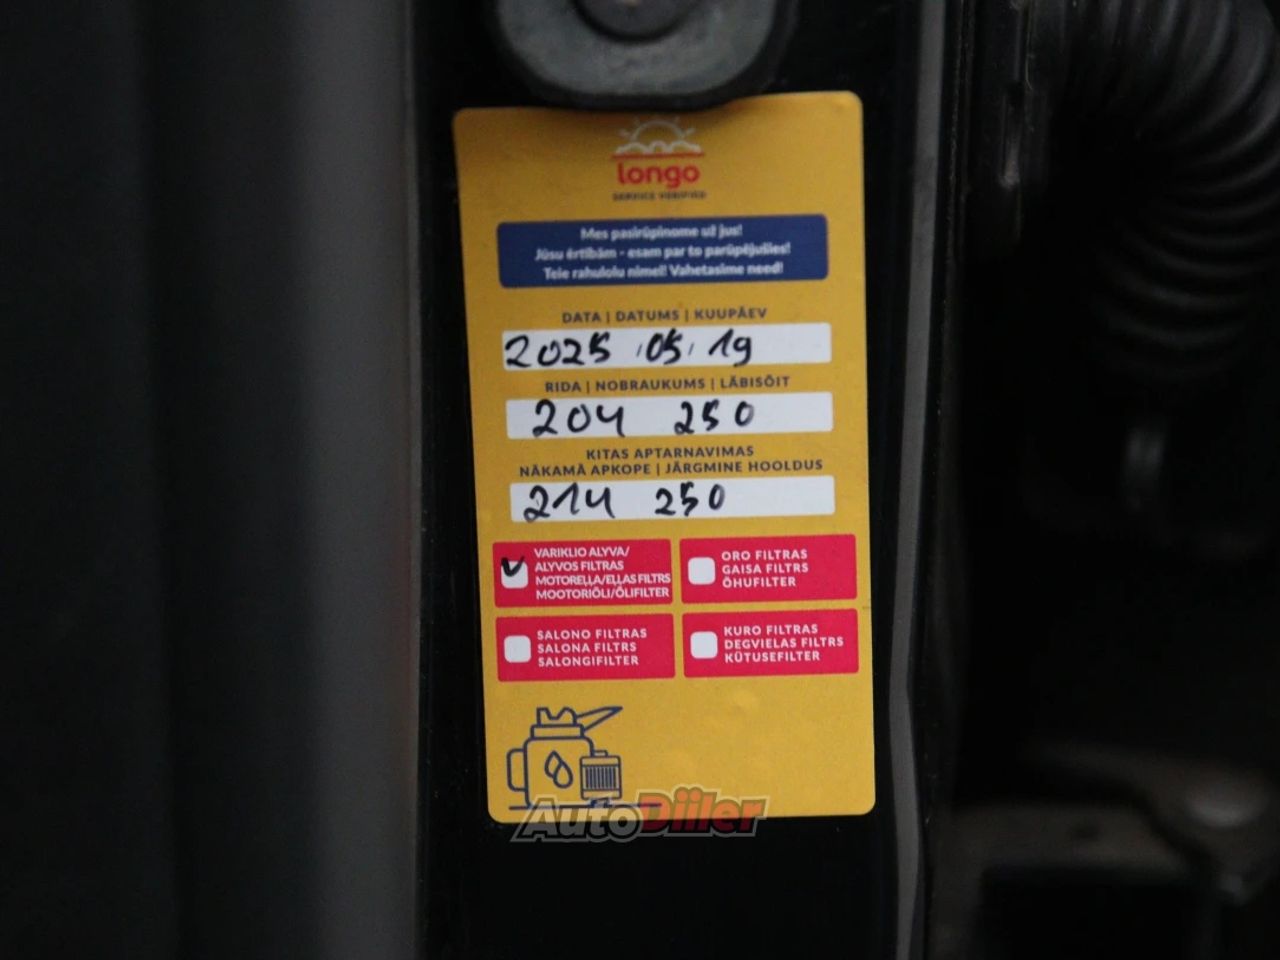 longo
SERVICE VERIFIED
Mes pasirūpinome už jus!
Jūsu ērtībām - esam par to parūpējušies!
Teie rahulolu nimel! Vahetasime need!
DATA | DATUMS | KUUPÄEV
2025.05.19
RIDA | NOBRAUKUMS | LÄBISÕIT
204 250
KITAS APTARNAVIMAS
NĀKAMĀ APKOPE | JÄRGMINE HOOLDUS
214 250
VARIKLIO ALYVA/
ALYVOS FILTRAS
MOTOREĻĻA/EĻĻAS FILTRS
MOOTORIÕLI/ÕLIFILTER
ORO FILTRAS
GAISA FILTRS
ÕHUFILTER
SALONO FILTRAS
SALONA FILTRS
SALONGIFILTER
KURO FILTRAS
DEGVIELAS FILTRS
KÜTUSEFILTER
AutoDiiler